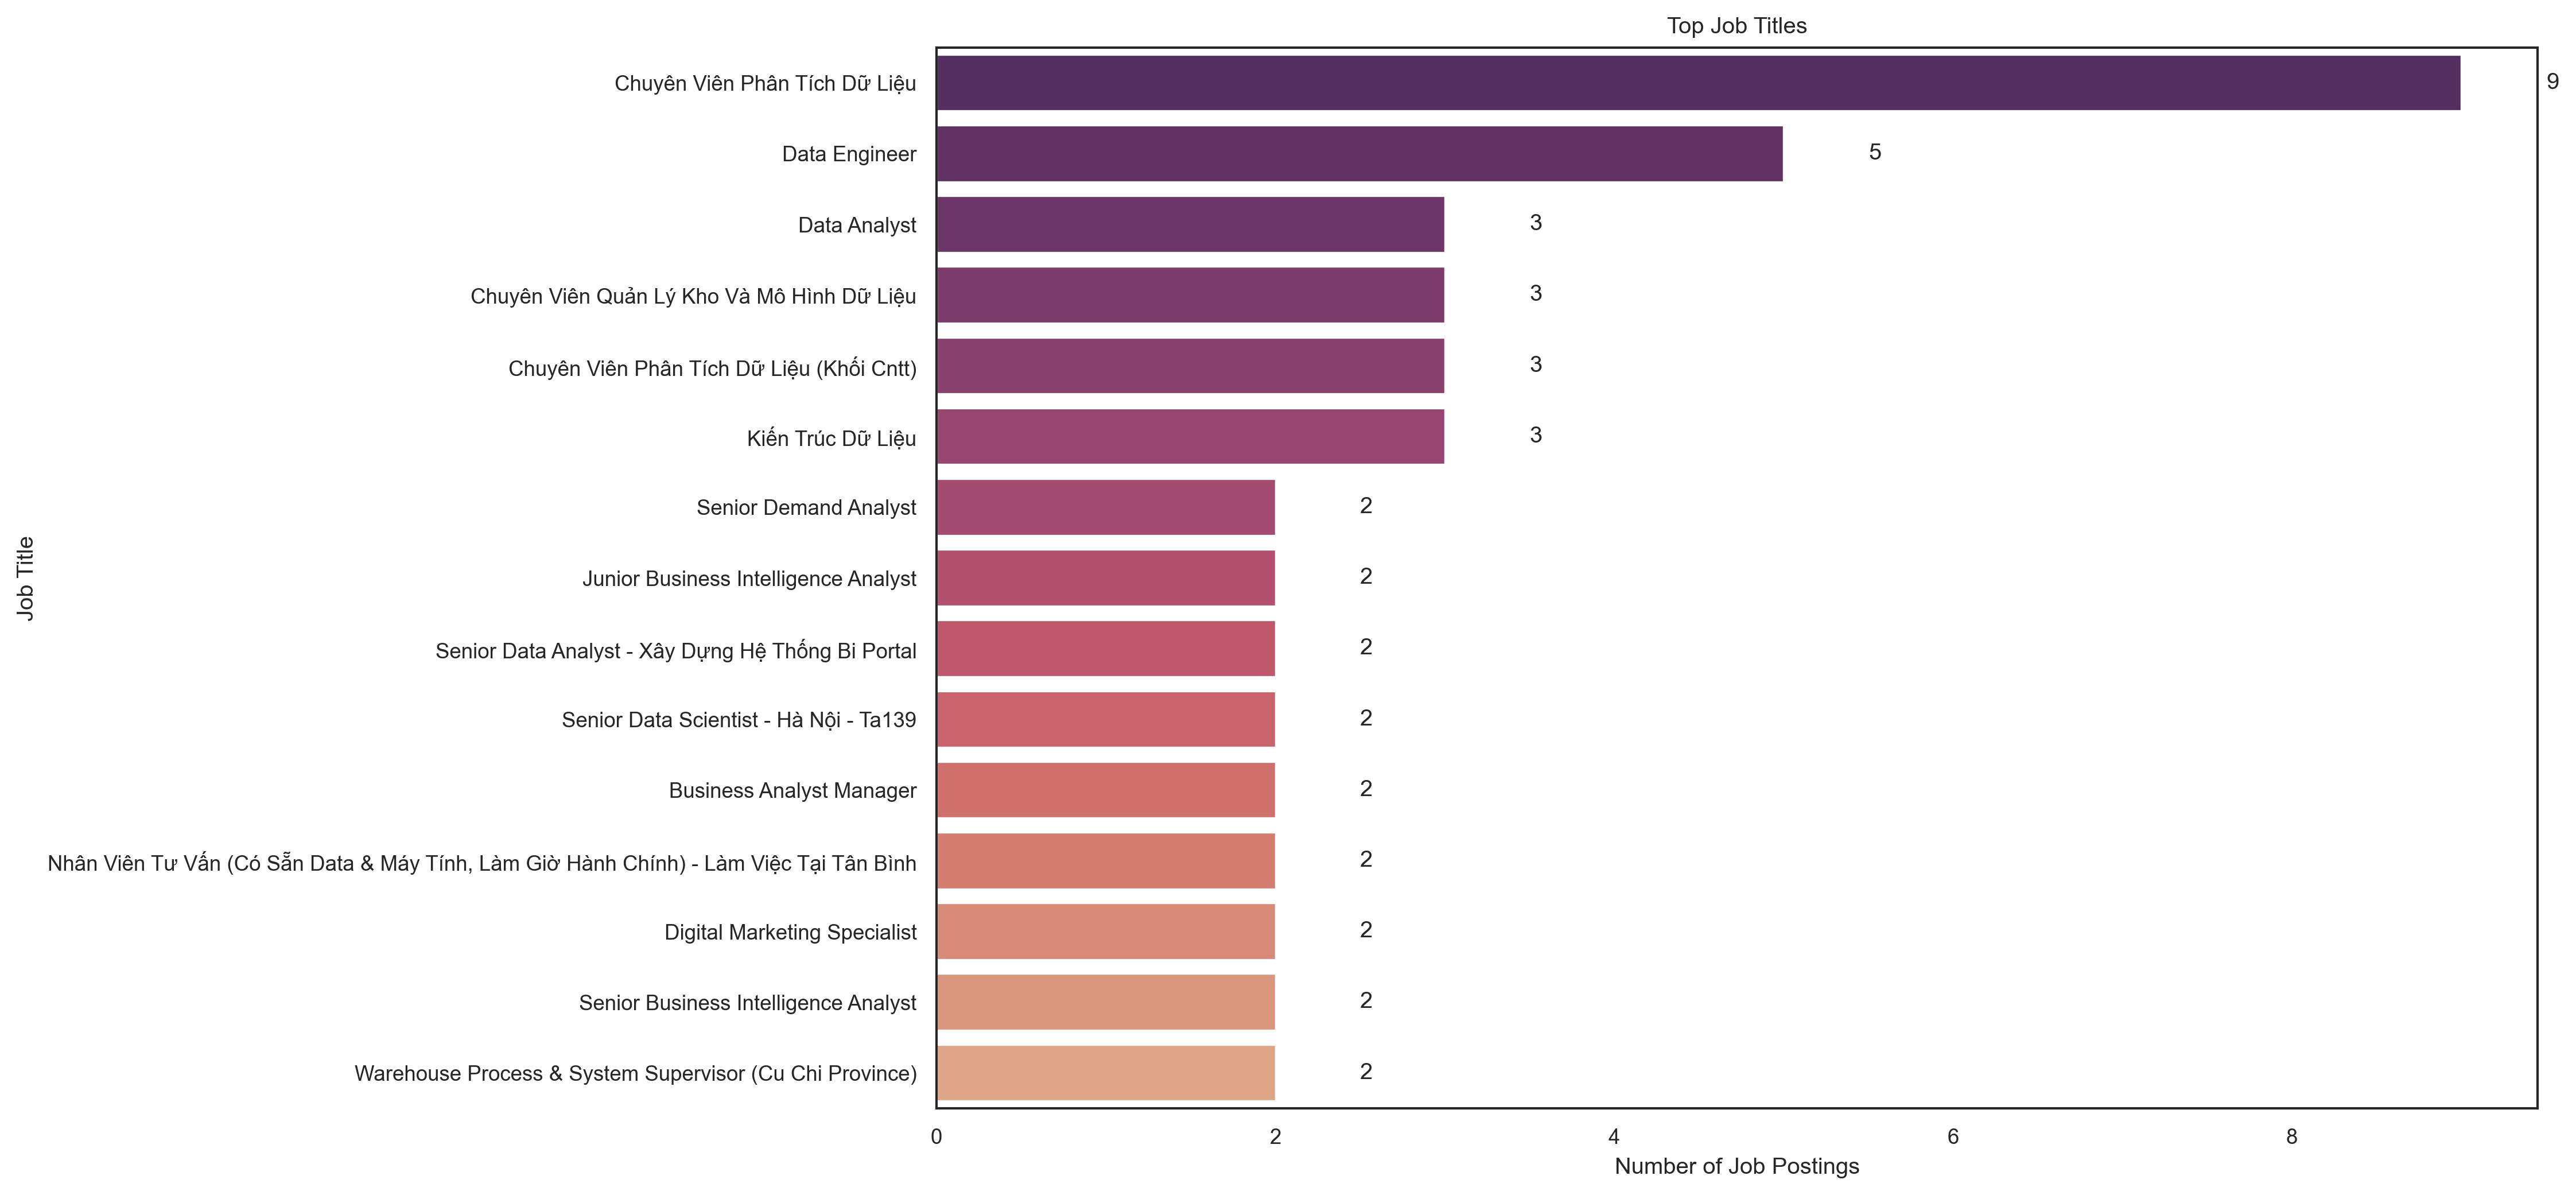 Top Job Titles
Chuyên Viên Phân Tích Dữ Liệu 9
Data Engineer 5
Data Analyst 3
Chuyên Viên Quản Lý Kho Và Mô Hình Dữ Liệu 3
Chuyên Viên Phân Tích Dữ Liệu (Khối Cntt) 3
Kiến Trúc Dữ Liệu 3
Senior Demand Analyst 2
Junior Business Intelligence Analyst 2
Senior Data Analyst - Xây Dựng Hệ Thống Bi Portal 2
Senior Data Scientist - Hà Nội - Ta139 2
Business Analyst Manager 2
Nhân Viên Tư Vấn (Có Sẵn Data & Máy Tính, Làm Giờ Hành Chính) - Làm Việc Tại Tân Bình 2
Digital Marketing Specialist 2
Senior Business Intelligence Analyst 2
Warehouse Process & System Supervisor (Cu Chi Province) 2
0 2 4 6 8
Number of Job Postings
Job Title